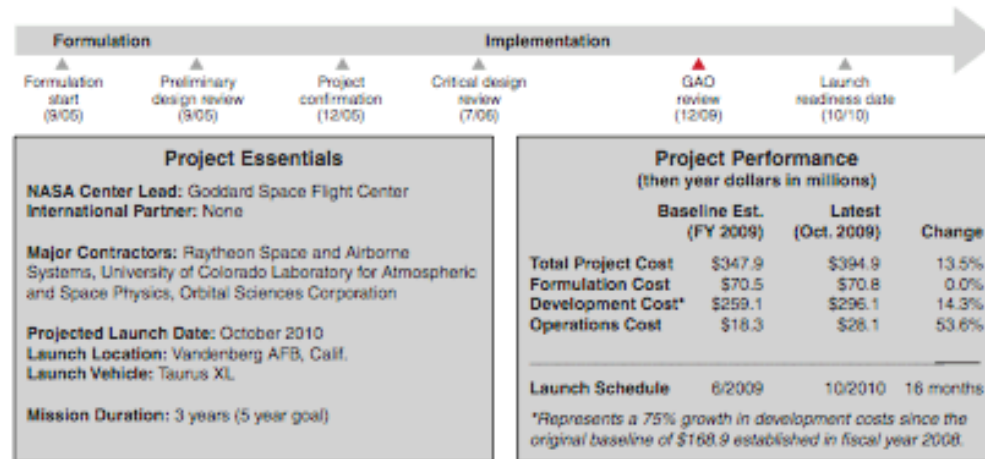 Formulation
Implementation
Formulation start (9/05)
Preliminary design review (9/05)
Project confirmation (12/05)
Critical design review (7/06)
GAO review (12/09)
Launch readiness date (10/10)
Project Essentials
NASA Center Lead: Goddard Space Flight Center
International Partner: None
Major Contractors: Raytheon Space and Airborne
Systems, University of Colorado Laboratory for Atmospheric
and Space Physics, Orbital Sciences Corporation
Projected Launch Date: October 2010
Launch Location: Vandenberg AFB, Calif.
Launch Vehicle: Taurus XL
Mission Duration: 3 years (5 year goal)
Project Performance
(then year dollars in millions)
Baseline Est. (FY 2009) Latest (Oct. 2009) Change
Total Project Cost $347.9 $394.9 13.5%
Formulation Cost $70.5 $70.8 0.0%
Development Cost* $259.1 $296.1 14.3%
Operations Cost $18.3 $28.1 53.6%
Launch Schedule 6/2009 10/2010 16 months
*Represents a 75% growth in development costs since the
original baseline of $168.9 established in fiscal year 2008.